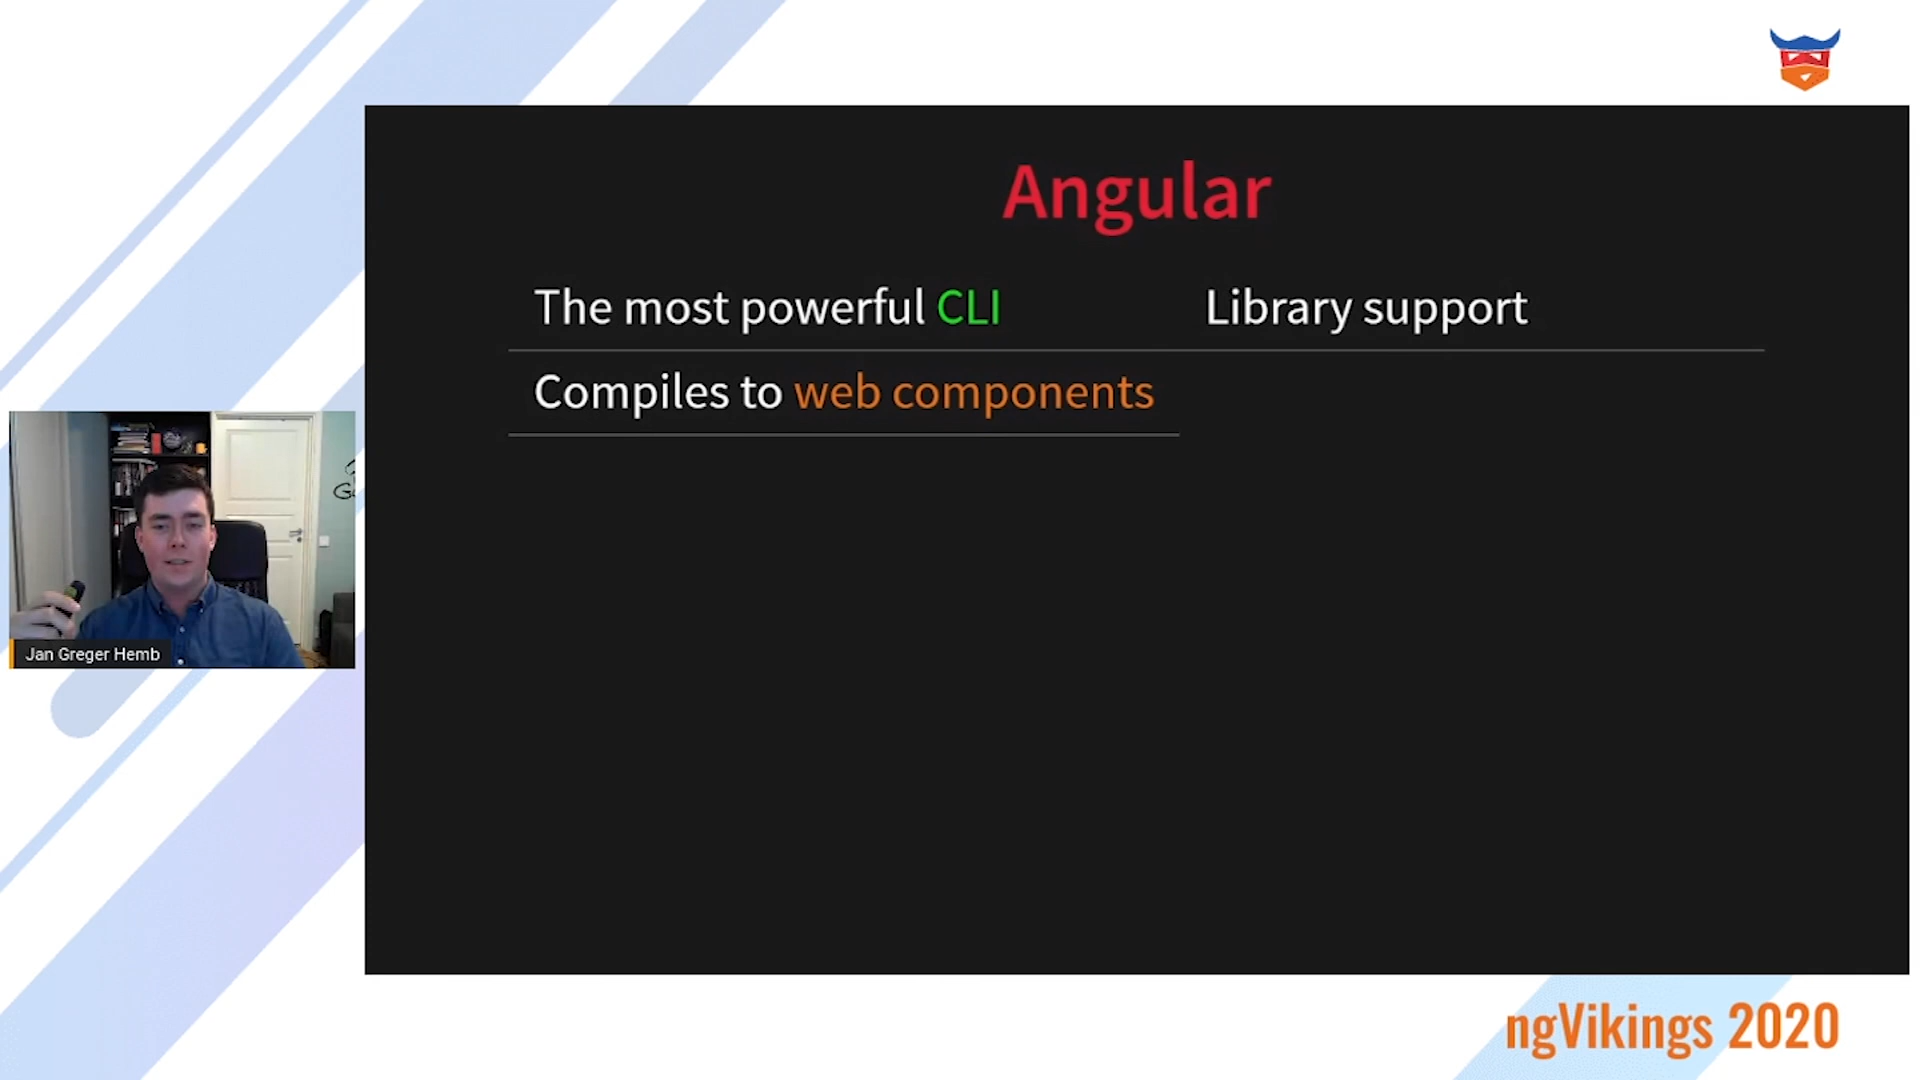 Angular
The most powerful CLI
Library support
Compiles to web components
Jan Greger Hemb
ngVikings 2020